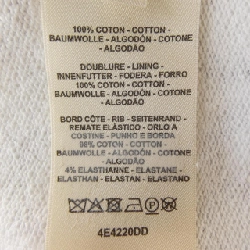 100% COTON - COTTON -
BAUMWOLLE - ALGODÓN - COTONE
- ALGODÃO
DOUBLURE - LINING -
INNENFUTTER - FODERA - FORRO
100% COTON - COTTON -
BAUMWOLLE - ALGODÓN - COTONE
- ALGODÃO
BORD CÔTE - RIB - SEITENRAND -
REMATE ELÁSTICO - ORLO A
COSTINE - PUNHO E BORDA
96% COTON - COTTON -
BAUMWOLLE - ALGODÓN - COTONE
- ALGODÃO
4% ELASTHANNE - ELASTANE -
ELASTHAN - ELASTAN - ELASTANO
4E4220DD